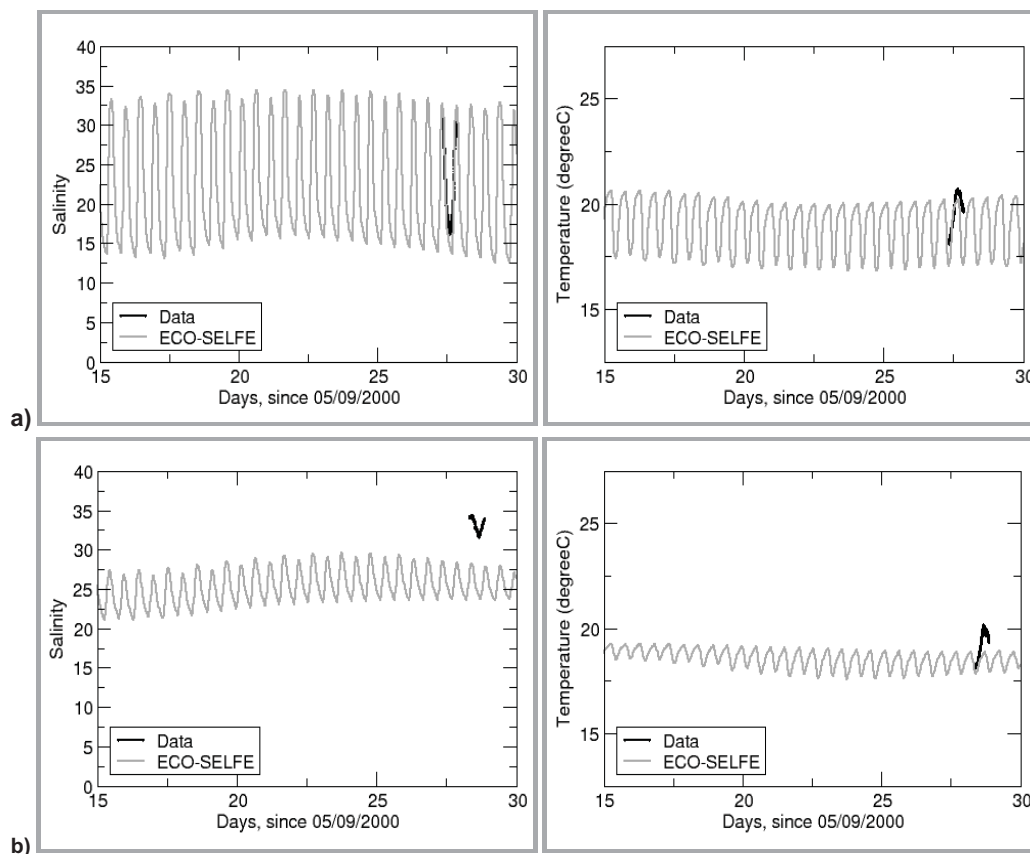 40
35
30
25
20
15
10
5
0
Salinity
Data
ECO-SELFE
15 20 25 30
Days, since 05/09/2000
25
20
15
Temperature (degreeC)
Data
ECO-SELFE
15 20 25 30
Days, since 05/09/2000
a)
40
35
30
25
20
15
10
5
0
Salinity
Data
ECO-SELFE
15 20 25 30
Days, since 05/09/2000
25
20
15
Temperature (degreeC)
Data
ECO-SELFE
15 20 25 30
Days, since 05/09/2000
b)